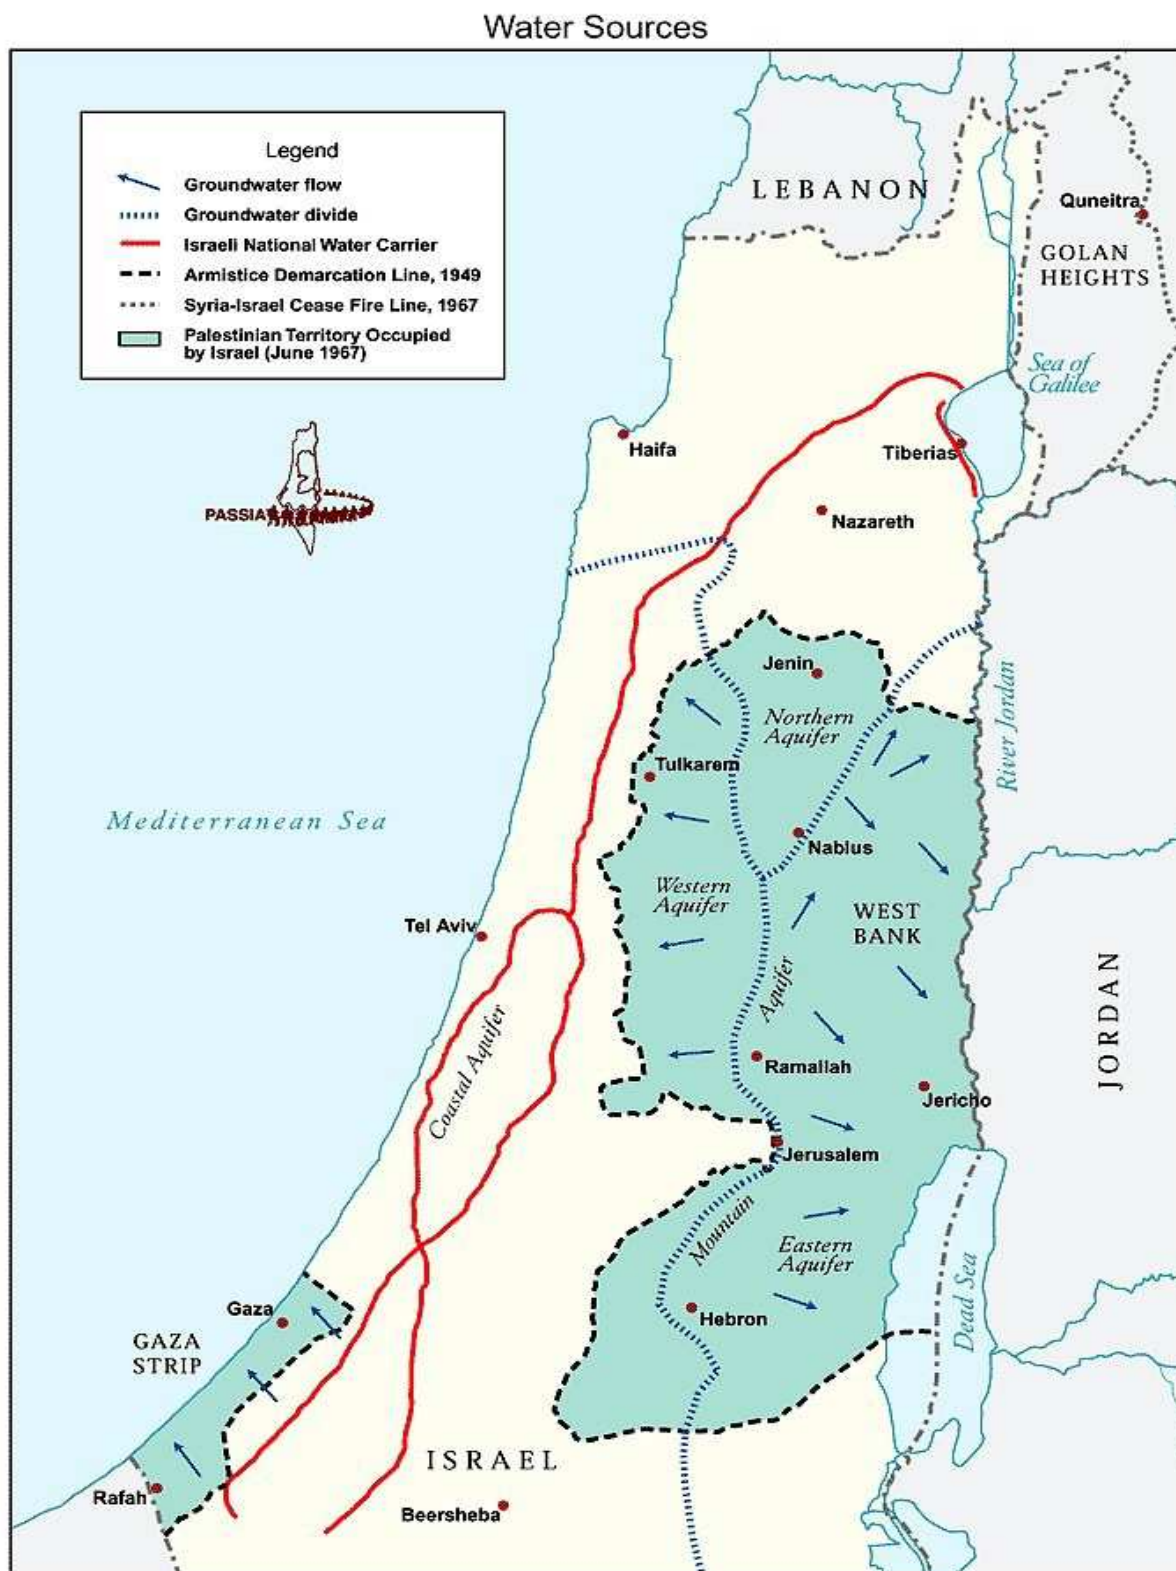 Water Sources
Legend
Groundwater flow
Groundwater divide
Israeli National Water Carrier
Armistice Demarcation Line, 1949
Syria-Israel Cease Fire Line, 1967
Palestinian Territory Occupied
by Israel (June 1967)
PASSIA
LEBANON
Quneitra
GOLAN
HEIGHTS
Sea of
Galilee
Haifa
Tiberias
Nazareth
Jenin
Northern
Aquifer
River Jordan
Tulkarem
Mediterranean Sea
Nablus
Western
Aquifer
WEST
BANK
Tel Aviv
Aquifer
JORDAN
Coastal Aquifer
Ramallah
Jericho
Jerusalem
Mountain
Eastern
Aquifer
Dead Sea
Gaza
Hebron
GAZA
STRIP
ISRAEL
Rafah
Beersheba